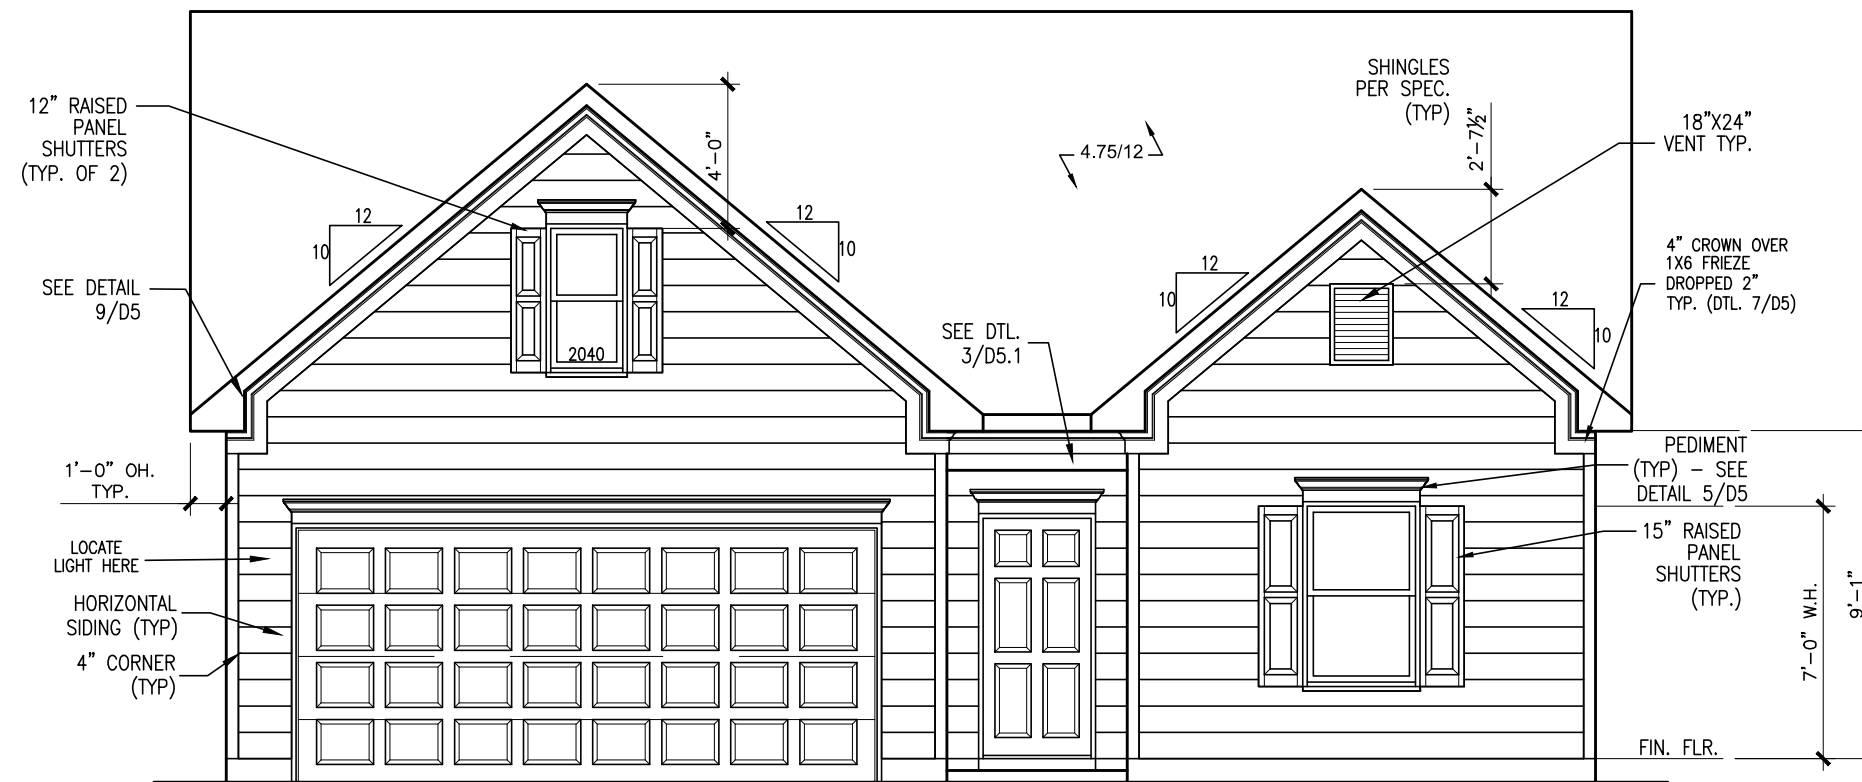 12” RAISED
PANEL
SHUTTERS
(TYP. OF 2)
4’-0”
SHINGLES
PER SPEC.
(TYP)
2’-7½”
18”X24”
VENT TYP.
4.75/12
12
10
12
10
12
10
12
10
4” CROWN OVER
1X6 FRIEZE
DROPPED 2”
TYP. (DTL. 7/D5)
SEE DETAIL
9/D5
SEE DTL.
3/D5.1
2040
1’-0” OH.
TYP.
PEDIMENT
(TYP) – SEE
DETAIL 5/D5
LOCATE
LIGHT HERE
15” RAISED
PANEL
SHUTTERS
(TYP.)
HORIZONTAL
SIDING (TYP)
4” CORNER
(TYP)
7’-0” W.H.
9’-1”
FIN. FLR.